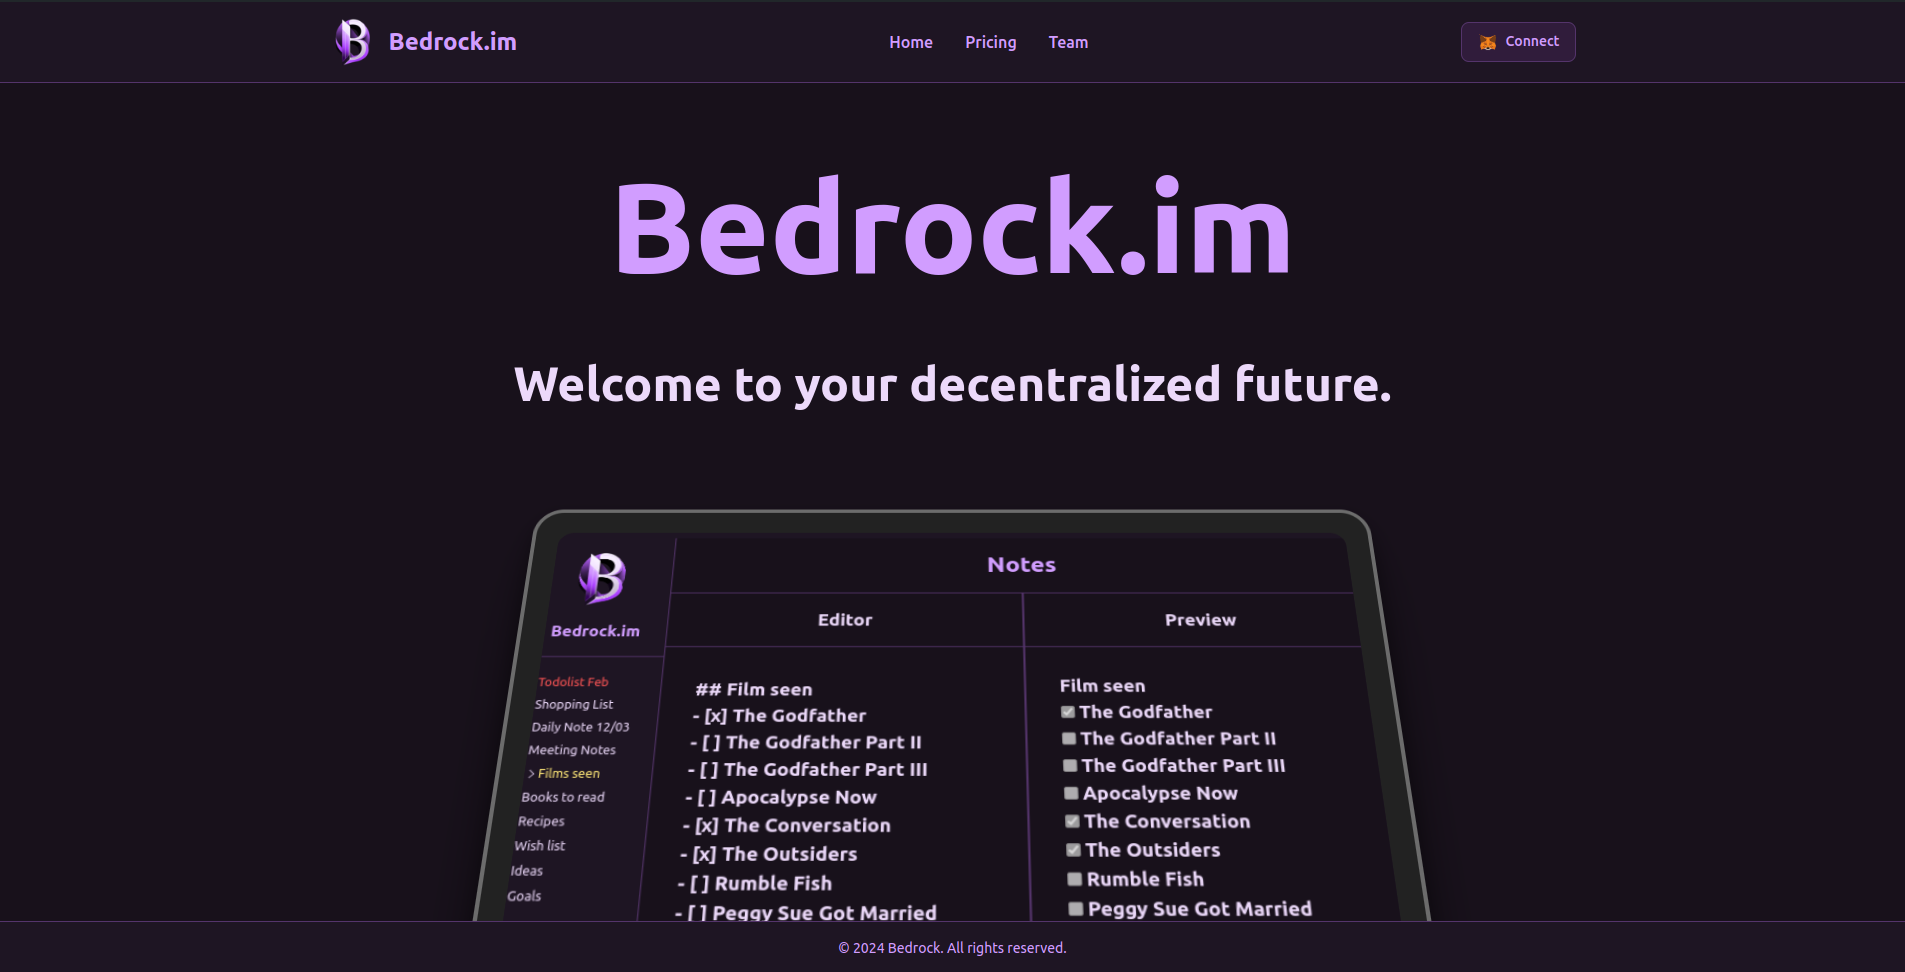 Bedrock.im
Home Pricing Team
Connect
Bedrock.im
Welcome to your decentralized future.
Bedrock.im
Todolist Feb
Shopping List
Daily Note 12/03
Meeting Notes
> Films seen
Books to read
Recipes
Wish list
Ideas
Goals
Notes
Editor
## Film seen
- [x] The Godfather
- [ ] The Godfather Part II
- [ ] The Godfather Part III
- [ ] Apocalypse Now
- [x] The Conversation
- [x] The Outsiders
- [ ] Rumble Fish
- [ ] Peggy Sue Got Married
Preview
Film seen
The Godfather
The Godfather Part II
The Godfather Part III
Apocalypse Now
The Conversation
The Outsiders
Rumble Fish
Peggy Sue Got Married
© 2024 Bedrock. All rights reserved.